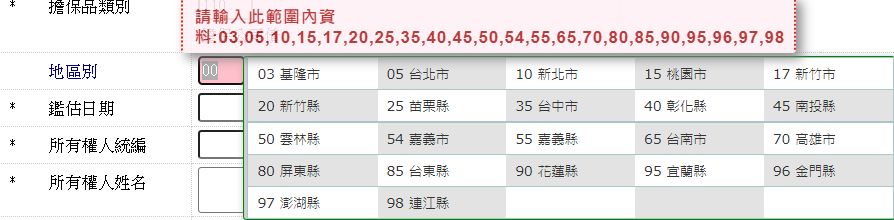 擔保品類別
請輸入此範圍內資
料:03,05,10,15,17,20,25,35,40,45,50,54,55,65,70,80,85,90,95,96,97,98
地區別 00
03 基隆市 05 台北市 10 新北市 15 桃園市 17 新竹市
* 鑑估日期
20 新竹縣 25 苗栗縣 35 台中市 40 彰化縣 45 南投縣
* 所有權人統編
50 雲林縣 54 嘉義市 55 嘉義縣 65 台南市 70 高雄市
* 所有權人姓名
80 屏東縣 85 台東縣 90 花蓮縣 95 宜蘭縣 96 金門縣
97 澎湖縣 98 連江縣